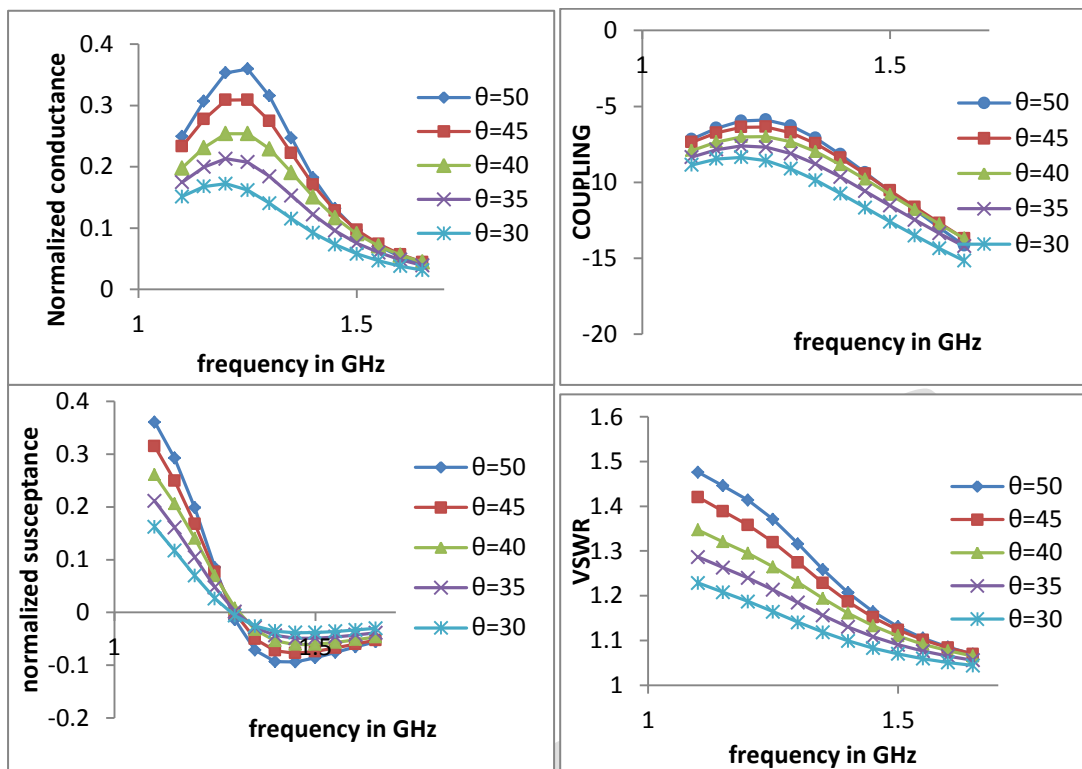 Normalized conductance
0.4
0.3
0.2
0.1
0
1
1.5
frequency in GHz
θ=50
θ=45
θ=40
θ=35
θ=30
COUPLING
0
-5
-10
-15
-20
1
1.5
frequency in GHz
θ=50
θ=45
θ=40
θ=35
θ=30
normalized susceptance
0.4
0.3
0.2
0.1
0
-0.1
-0.2
1
1.5
frequency in GHz
θ=50
θ=45
θ=40
θ=35
θ=30
VSWR
1.6
1.5
1.4
1.3
1.2
1.1
1
1
1.5
frequency in GHz
θ=50
θ=45
θ=40
θ=35
θ=30